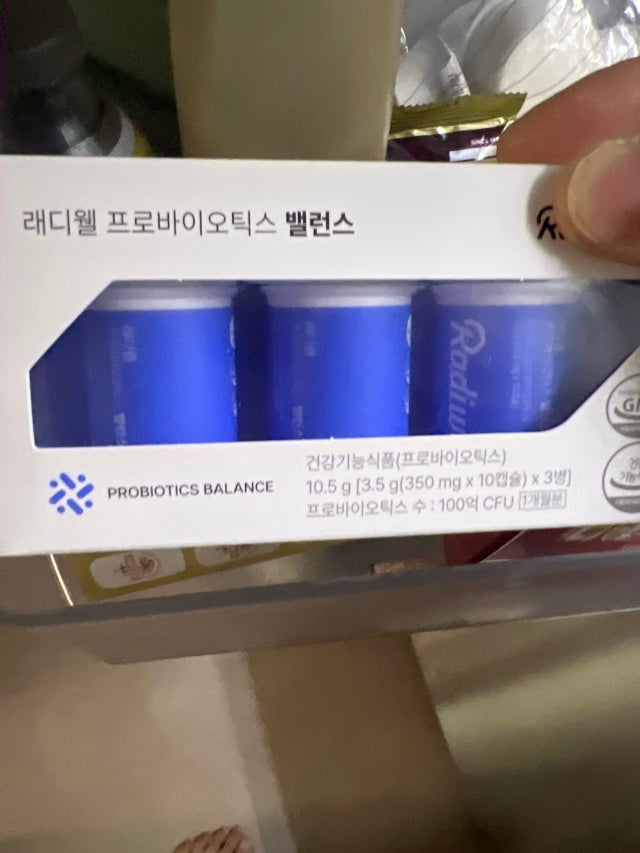 래디웰 프로바이오틱스 밸런스
Radiw
PROBIOTICS BALANCE
건강기능식품(프로바이오틱스)
10.5 g [3.5 g(350 mg x 10캡슐) x 3병]
프로바이오틱스 수 : 100억 CFU 1개월분